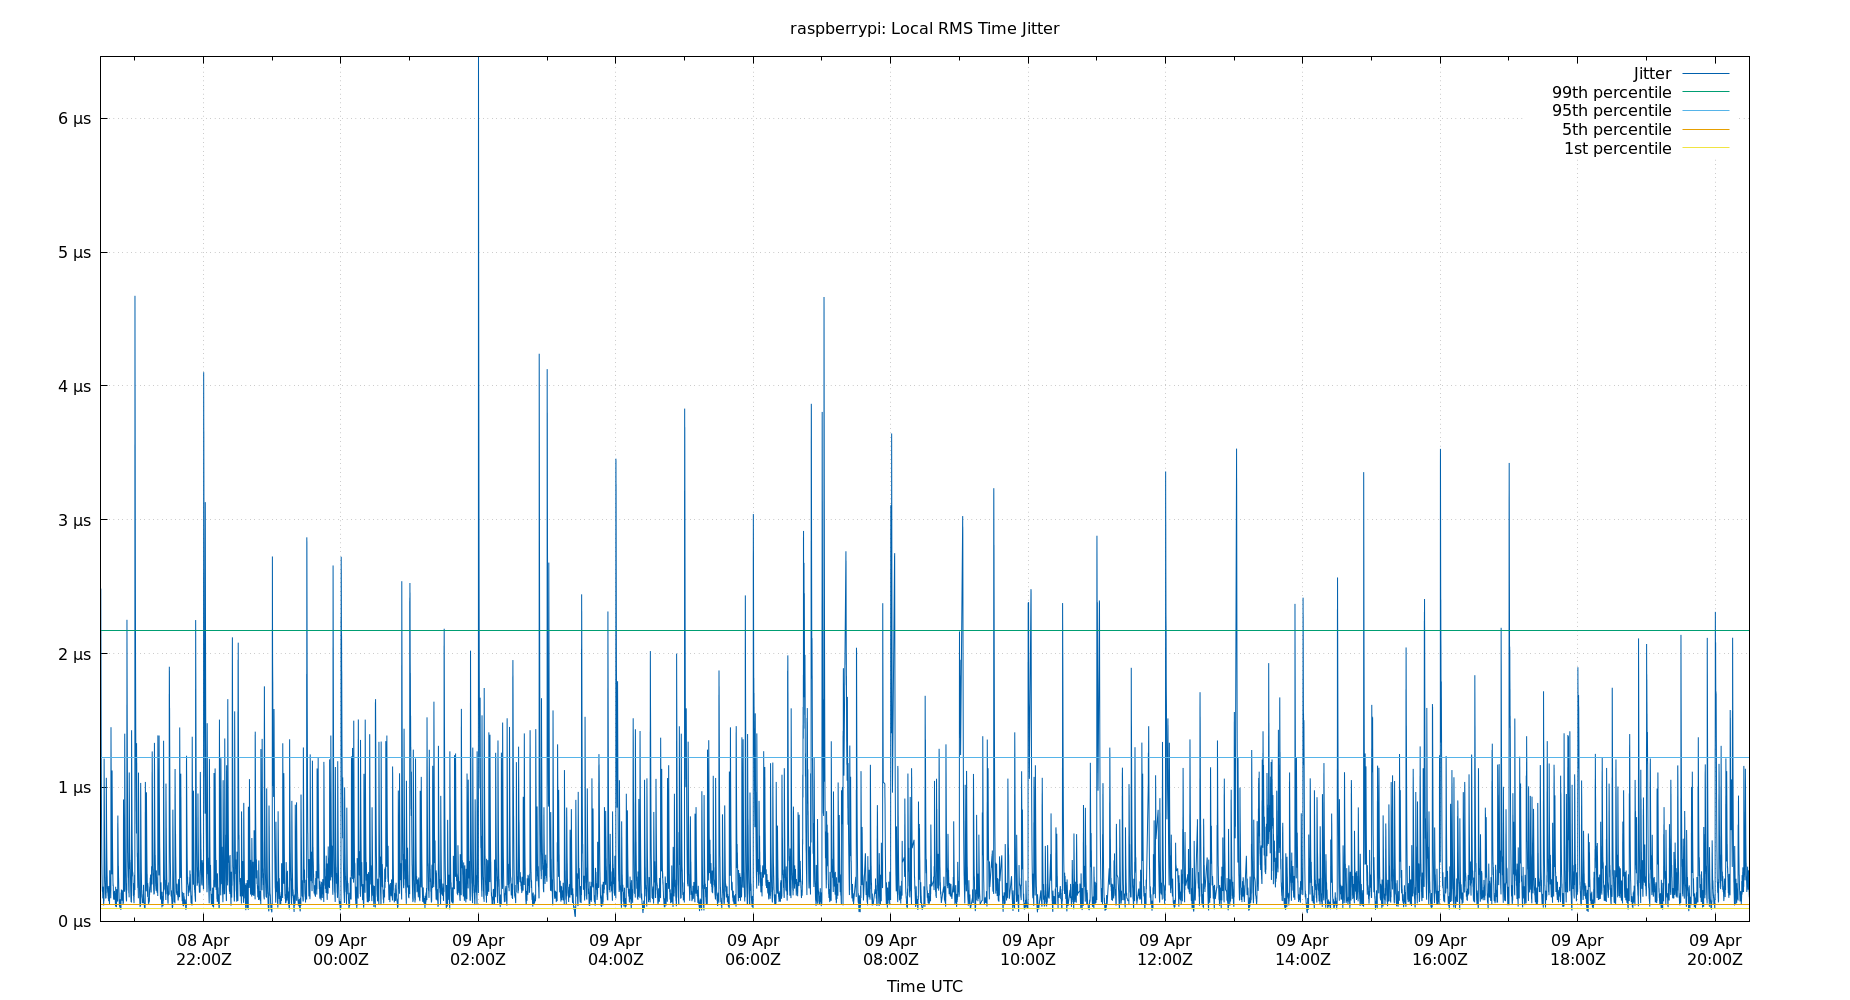 raspberrypi: Local RMS Time Jitter
Jitter
99th percentile
95th percentile
5th percentile
1st percentile
6 µs
5 µs
4 µs
3 µs
2 µs
1 µs
0 µs
08 Apr 09 Apr 09 Apr 09 Apr 09 Apr 09 Apr 09 Apr 09 Apr 09 Apr 09 Apr 09 Apr 09 Apr
22:00Z 00:00Z 02:00Z 04:00Z 06:00Z 08:00Z 10:00Z 12:00Z 14:00Z 16:00Z 18:00Z 20:00Z
Time UTC